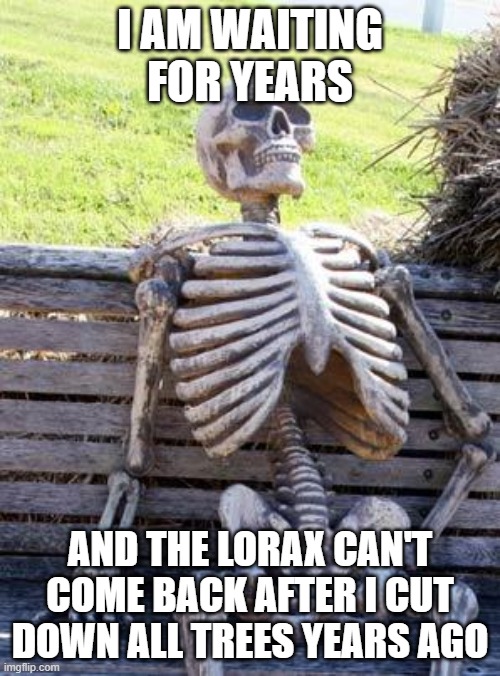 I AM WAITING
FOR YEARS
AND THE LORAX CAN'T
COME BACK AFTER I CUT
DOWN ALL TREES YEARS AGO
imgflip.com